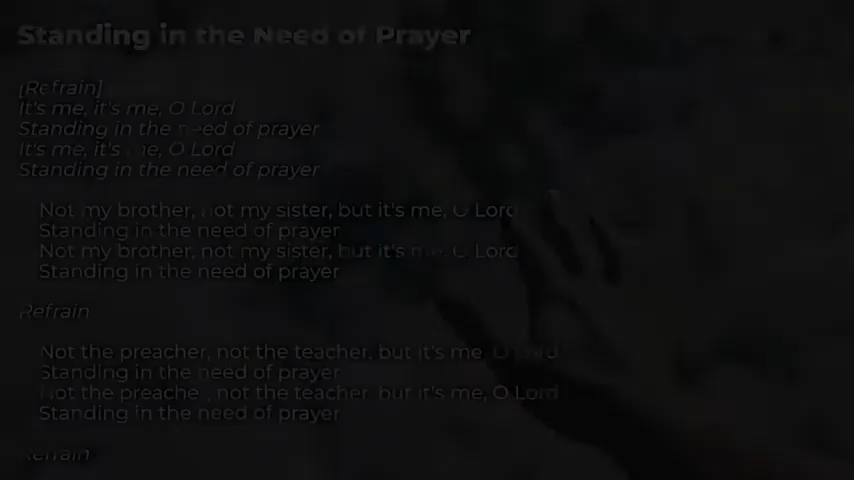 Standing in the Need of Prayer
[Refrain]
It's me, it's me, O Lord
Standing in the need of prayer
It's me, it's me, O Lord
Standing in the need of prayer
Not my brother, not my sister, but it's me, O Lord
Standing in the need of prayer
Not my brother, not my sister, but it's me, O Lord
Standing in the need of prayer
Refrain
Not the preacher, not the teacher, but it's me, O Lord
Standing in the need of prayer
Not the preacher, not the teacher, but it's me, O Lord
Standing in the need of prayer
Refrain